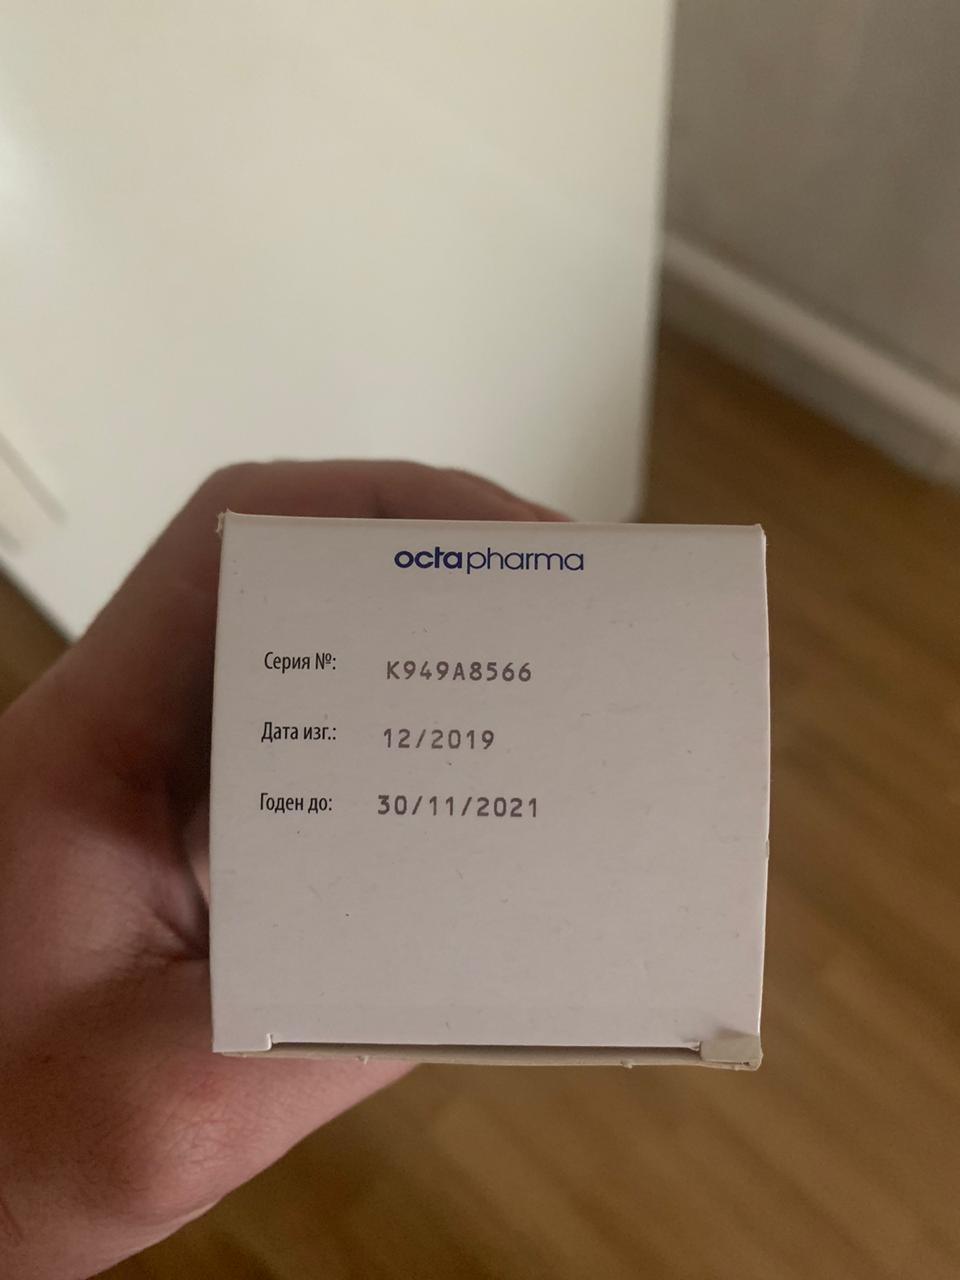 octapharma
Серия №: K949A8566
Дата изг.: 12/2019
Годен до: 30/11/2021